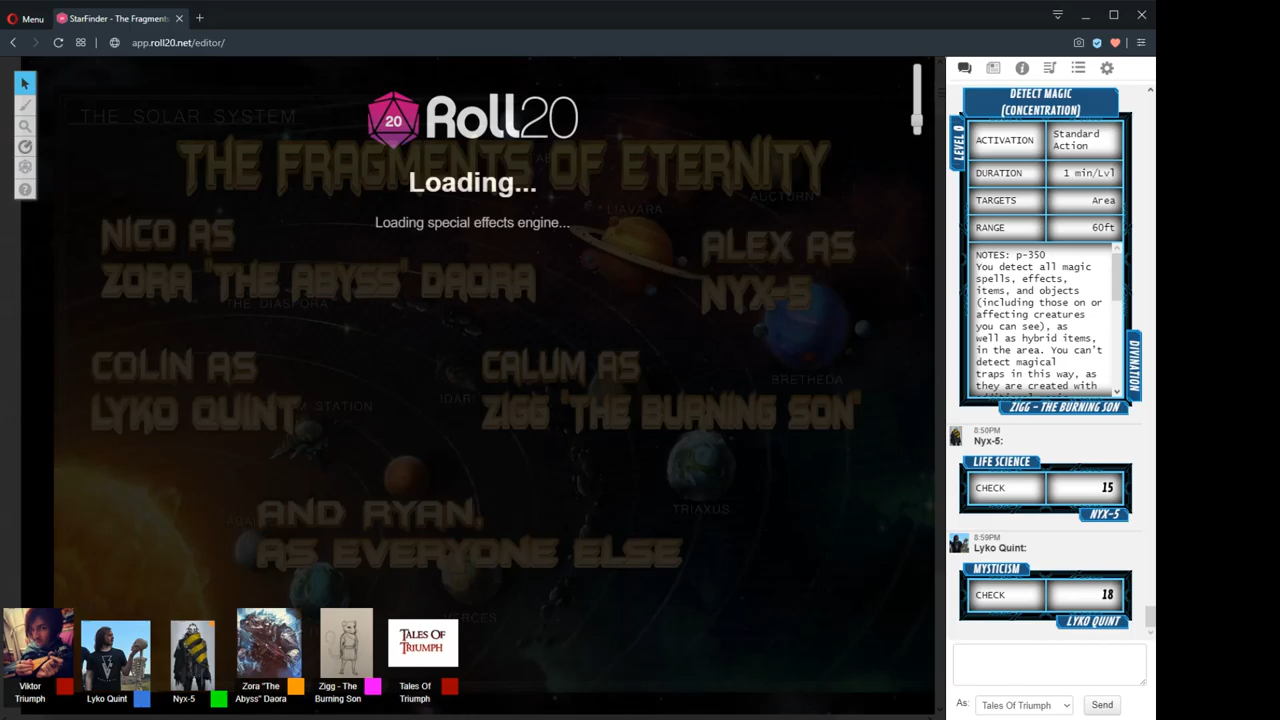 Menu
StarFinder - The Fragments
app.roll20.net/editor/
THE SOLAR SYSTEM
20
Roll20
THE FRAGMENTS OF ETERNITY
Loading...
Loading special effects engine...
LIAVARA
AUCTURN
NICO AS
ZORA 'THE ABYSS' DAORA
ALEX AS
NYX-5
THE DIASPORA
COLIN AS
LYKO QUINT
CALUM AS
ZIGG 'THE BURNING SON'
STATION
IDARI
BRETHEDA
TRIAXUS
AND RYAN,
AS EVERYONE ELSE
Viktor
Triumph
Lyko Quint
Nyx-5
Zora "The
Abyss" Daora
Zigg - The
Burning Son
TALES OF
TRIUMPH
Tales Of
Triumph
DETECT MAGIC
(CONCENTRATION)
LEVEL 0
ACTIVATION Standard
Action
DURATION 1 min/Lvl
TARGETS Area
RANGE 60ft
NOTES: p-350
You detect all magic
spells, effects,
items, and objects
(including those on or
affecting creatures
you can see), as
well as hybrid items,
in the area. You can't
detect magical
traps in this way, as
they are created with
DIVINATION
ZIGG - THE BURNING SON
8:50PM
Nyx-5:
LIFE SCIENCE
CHECK 15
NYX-5
8:59PM
Lyko Quint:
MYSTICISM
CHECK 18
LYKO QUINT
As:
Tales Of Triumph
Send